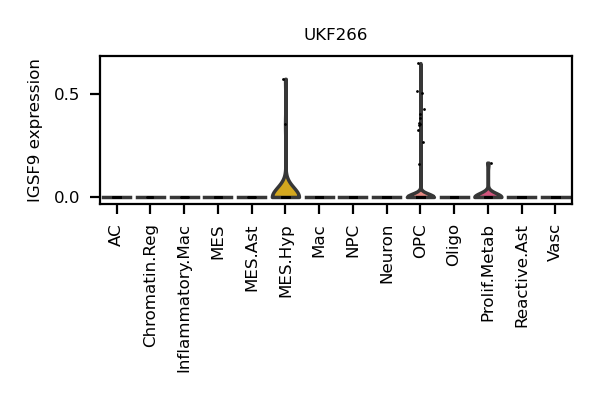 UKF266
IGSF9 expression
0.5
0.0
AC
Chromatin.Reg
Inflammatory.Mac
MES
MES.Ast
MES.Hyp
Mac
NPC
Neuron
OPC
Oligo
Prolif.Metab
Reactive.Ast
Vasc